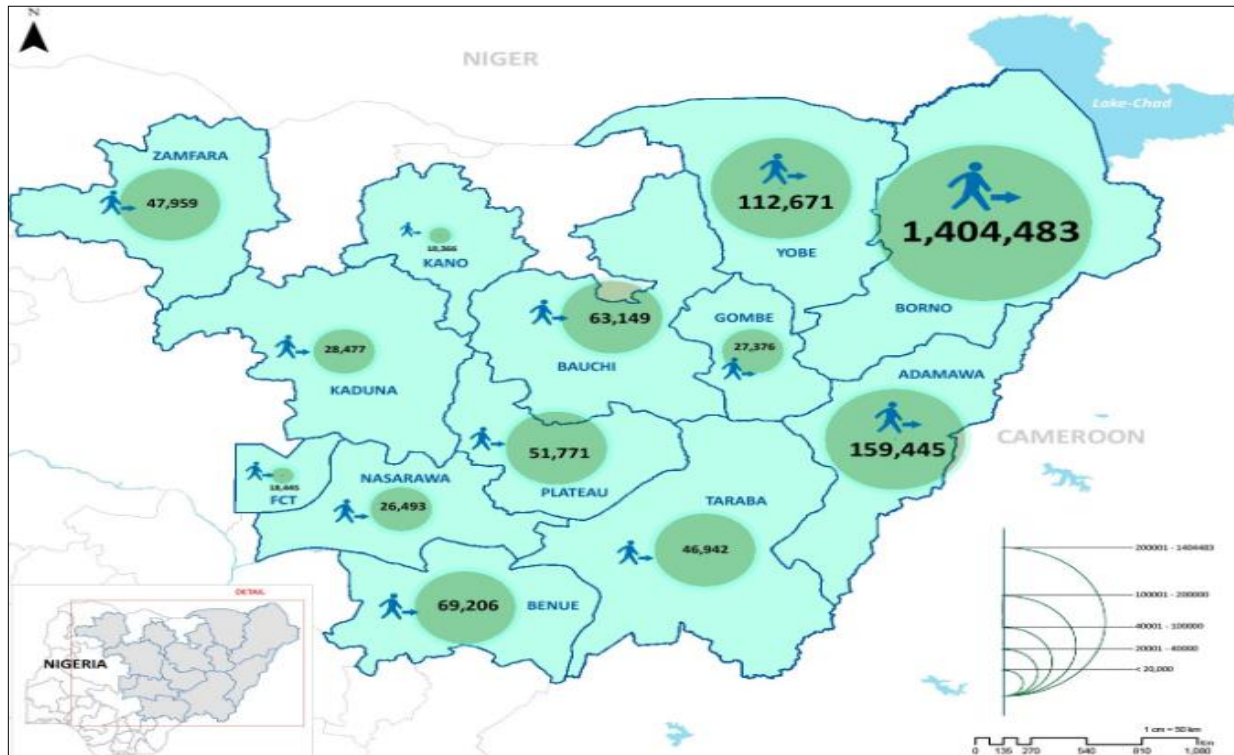 N
NIGER
Lake-Chad
ZAMFARA
47,959
KANO
112,671
YOBE
1,404,483
BORNO
63,149
BAUCHI
GOMBE
27,376
28,477
KADUNA
ADAMAWA
159,445
CAMEROON
51,771
PLATEAU
18,445
FCT
NASARAWA
26,493
TARABA
46,942
69,206
BENUE
DETAIL
NIGERIA
200001 - 1404483
100001 - 200000
40001 - 100000
20001 - 40000
< 20,000
1 cm = 50 km
0 135 270 540 810 1,080